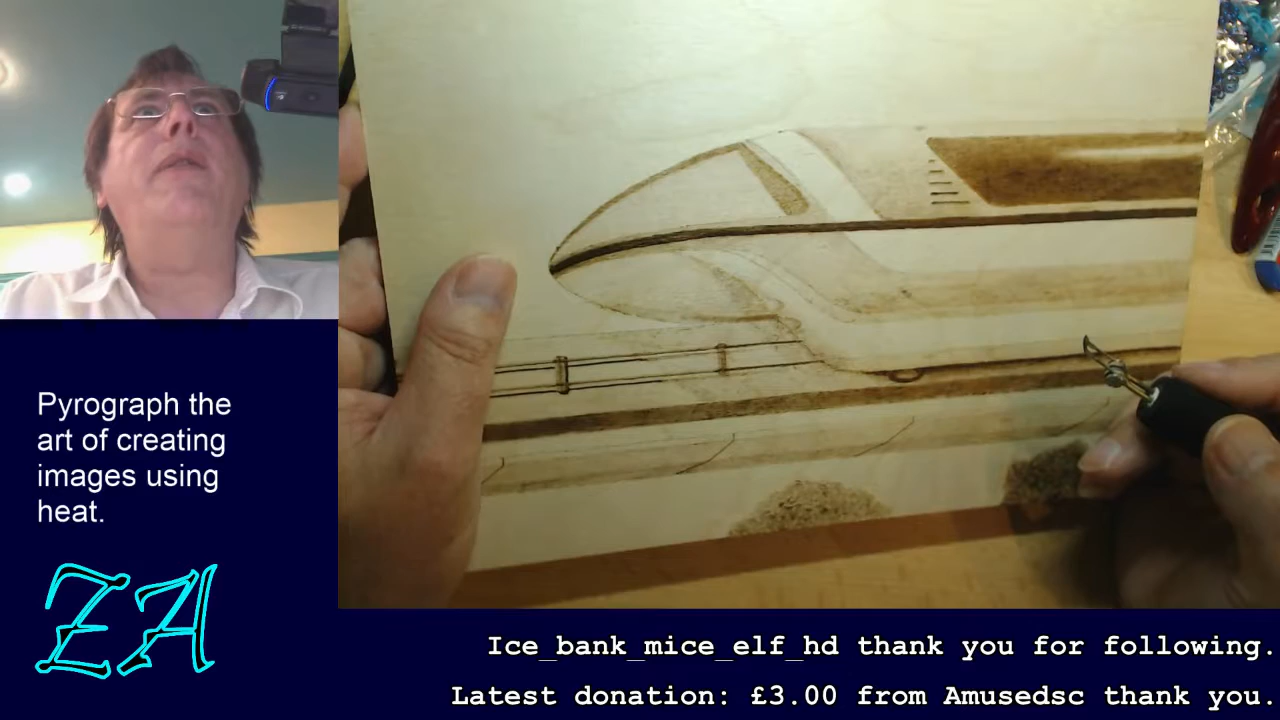 Pyrograph the
art of creating
images using
heat.
ZA
Ice_bank_mice_elf_hd thank you for following.
Latest donation: £3.00 from Amusedsc thank you.